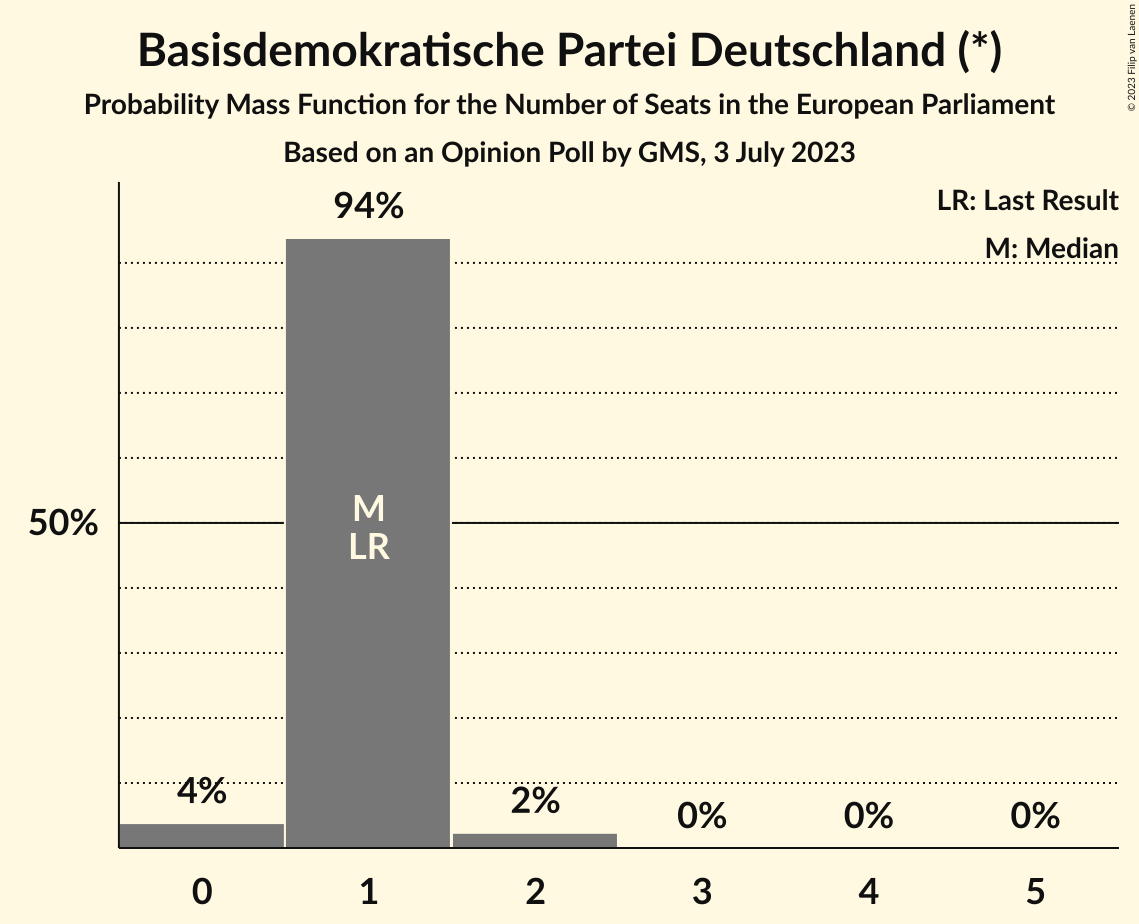 Basisdemokratische Partei Deutschland (*)
Probability Mass Function for the Number of Seats in the European Parliament
Based on an Opinion Poll by GMS, 3 July 2023
© 2023 Filip van Laenen
LR: Last Result
M: Median
94%
50%
M
LR
4%
2%
0%
0%
0%
0
1
2
3
4
5